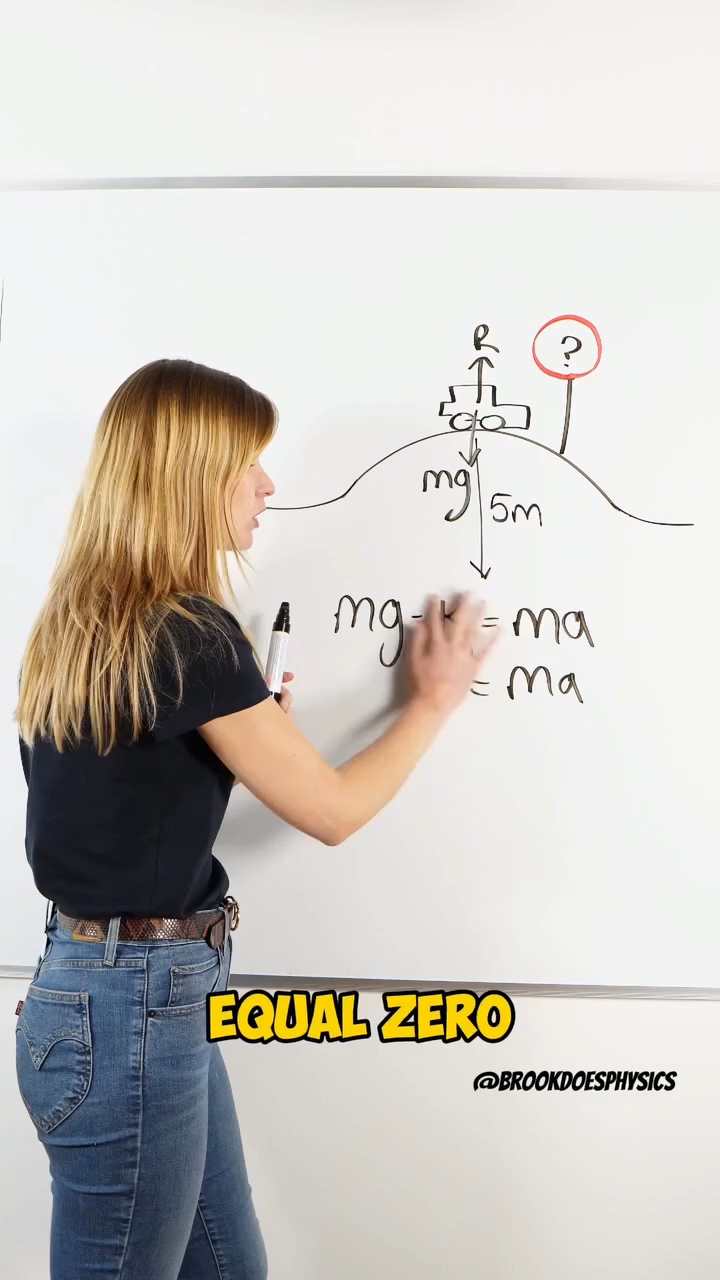 R
?
mg
5m
mg - R = ma
= ma
EQUAL ZERO
@BROOKDOESPHYSICS